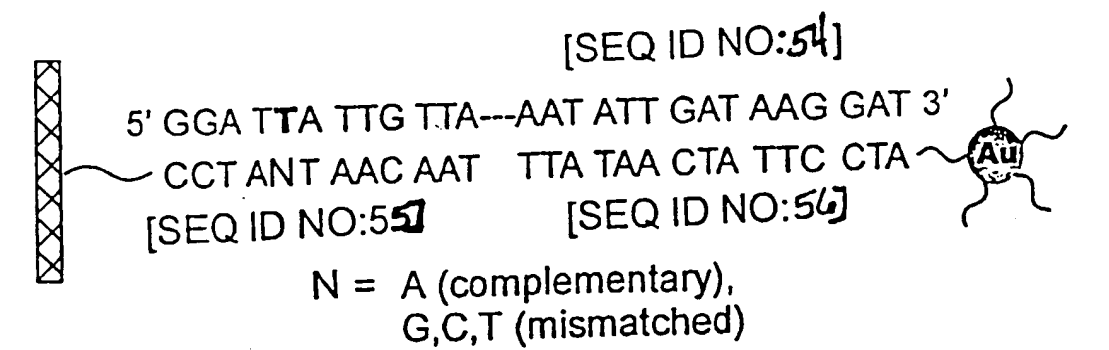 [SEQ ID NO:54]
5' GGA TTA TTG TTA---AAT ATT GAT AAG GAT 3'
CCT ANT AAC AAT TTA TAA CTA TTC CTA Au
[SEQ ID NO:55] [SEQ ID NO:56]
N = A (complementary),
G,C,T (mismatched)